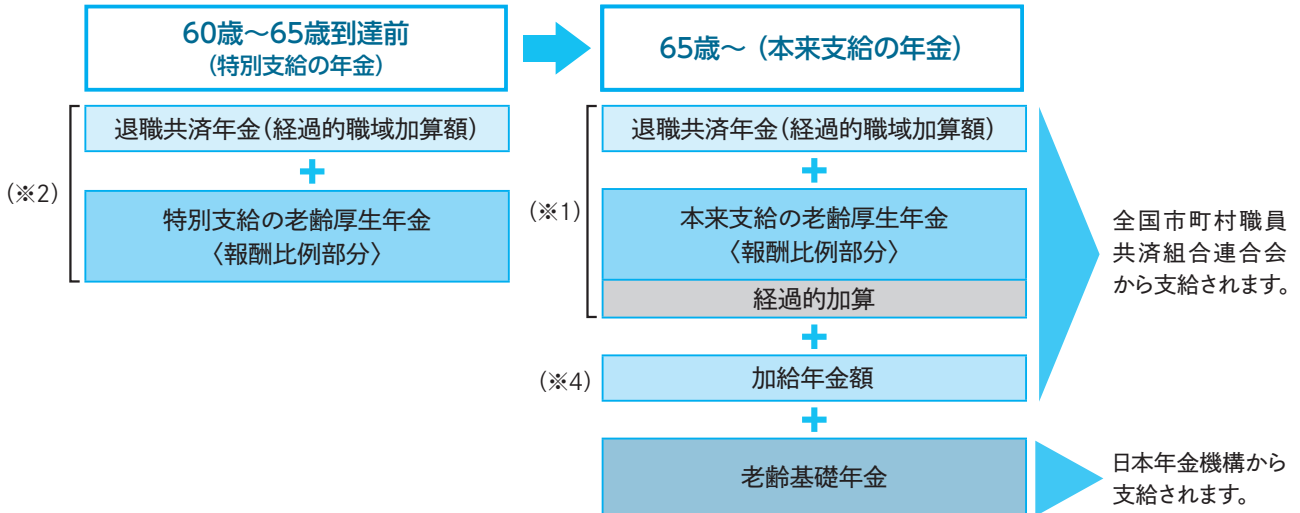 60歳～65歳到達前
(特別支給の年金)
65歳～（本来支給の年金）
(※2)
退職共済年金(経過的職域加算額)
+
特別支給の老齢厚生年金
〈報酬比例部分〉
(※1)
退職共済年金(経過的職域加算額)
+
本来支給の老齢厚生年金
〈報酬比例部分〉
経過的加算
+
(※4)
加給年金額
+
老齢基礎年金
全国市町村職員
共済組合連合会
から支給されます。
日本年金機構から
支給されます。